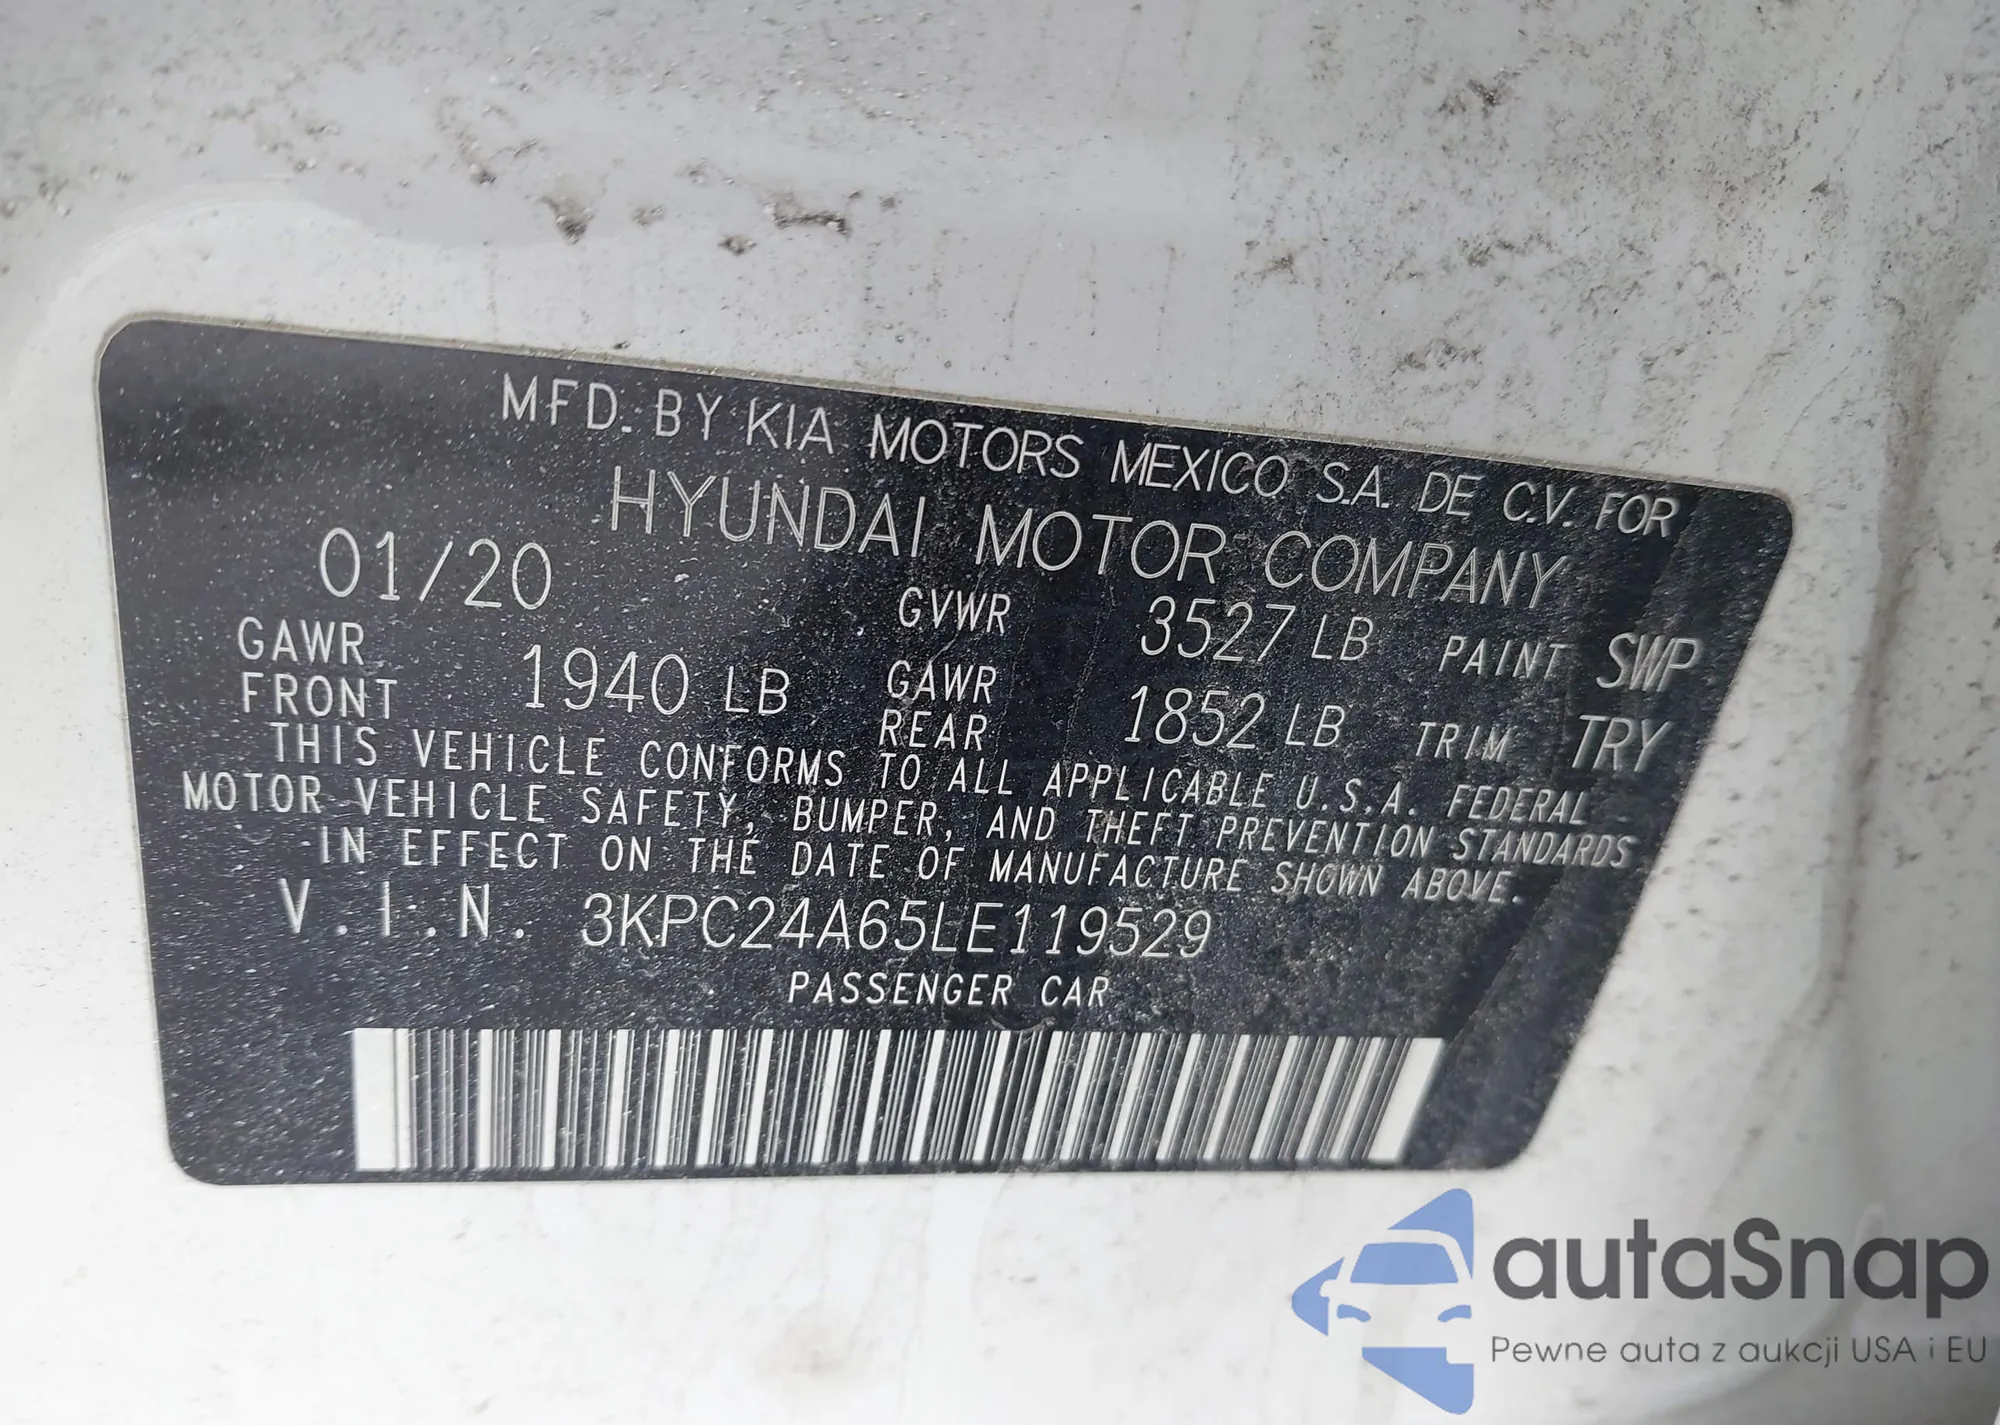 MFD. BY KIA MOTORS MEXICO S.A. DE C.V. FOR
HYUNDAI MOTOR COMPANY
01/20 GVWR 3527 LB PAINT SWP
GAWR FRONT 1940 LB GAWR REAR 1852 LB TRIM TRY
THIS VEHICLE CONFORMS TO ALL APPLICABLE U.S.A. FEDERAL
MOTOR VEHICLE SAFETY, BUMPER, AND THEFT PREVENTION STANDARDS
IN EFFECT ON THE DATE OF MANUFACTURE SHOWN ABOVE.
V.I.N. 3KPC24A65LE119529
PASSENGER CAR
autaSnap
Pewne auta z aukcji USA i EU